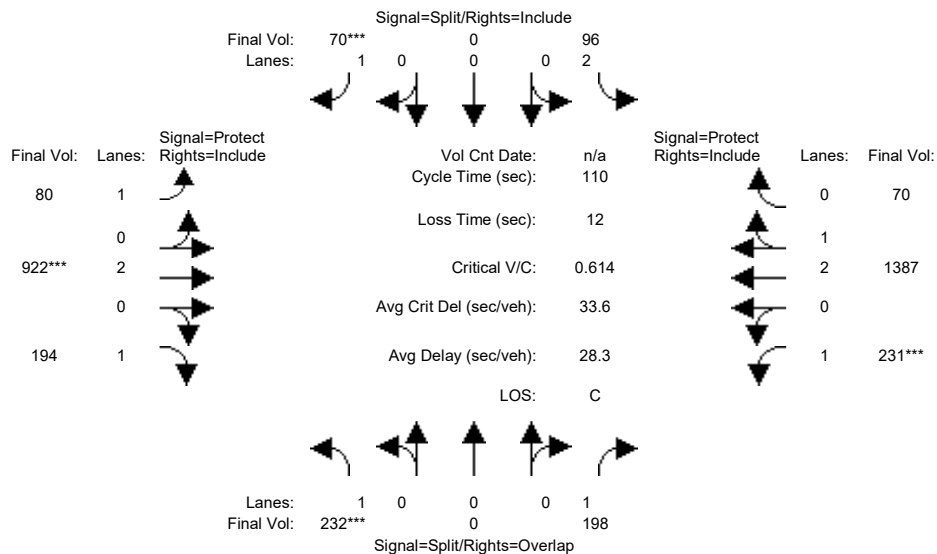 Signal=Split/Rights=Include
Final Vol: 70*** 0 96
Lanes: 1 0 0 0 2
Signal=Protect
Final Vol: Lanes: Rights=Include
Vol Cnt Date: n/a
Signal=Protect
Rights=Include Lanes: Final Vol:
Cycle Time (sec): 110
80 1
0 70
Loss Time (sec): 12
0
1
922*** 2
Critical V/C: 0.614
2 1387
0
Avg Crit Del (sec/veh): 33.6
0
194 1
Avg Delay (sec/veh): 28.3
1 231***
LOS: C
Lanes: 1 0 0 0 1
Final Vol: 232*** 0 198
Signal=Split/Rights=Overlap